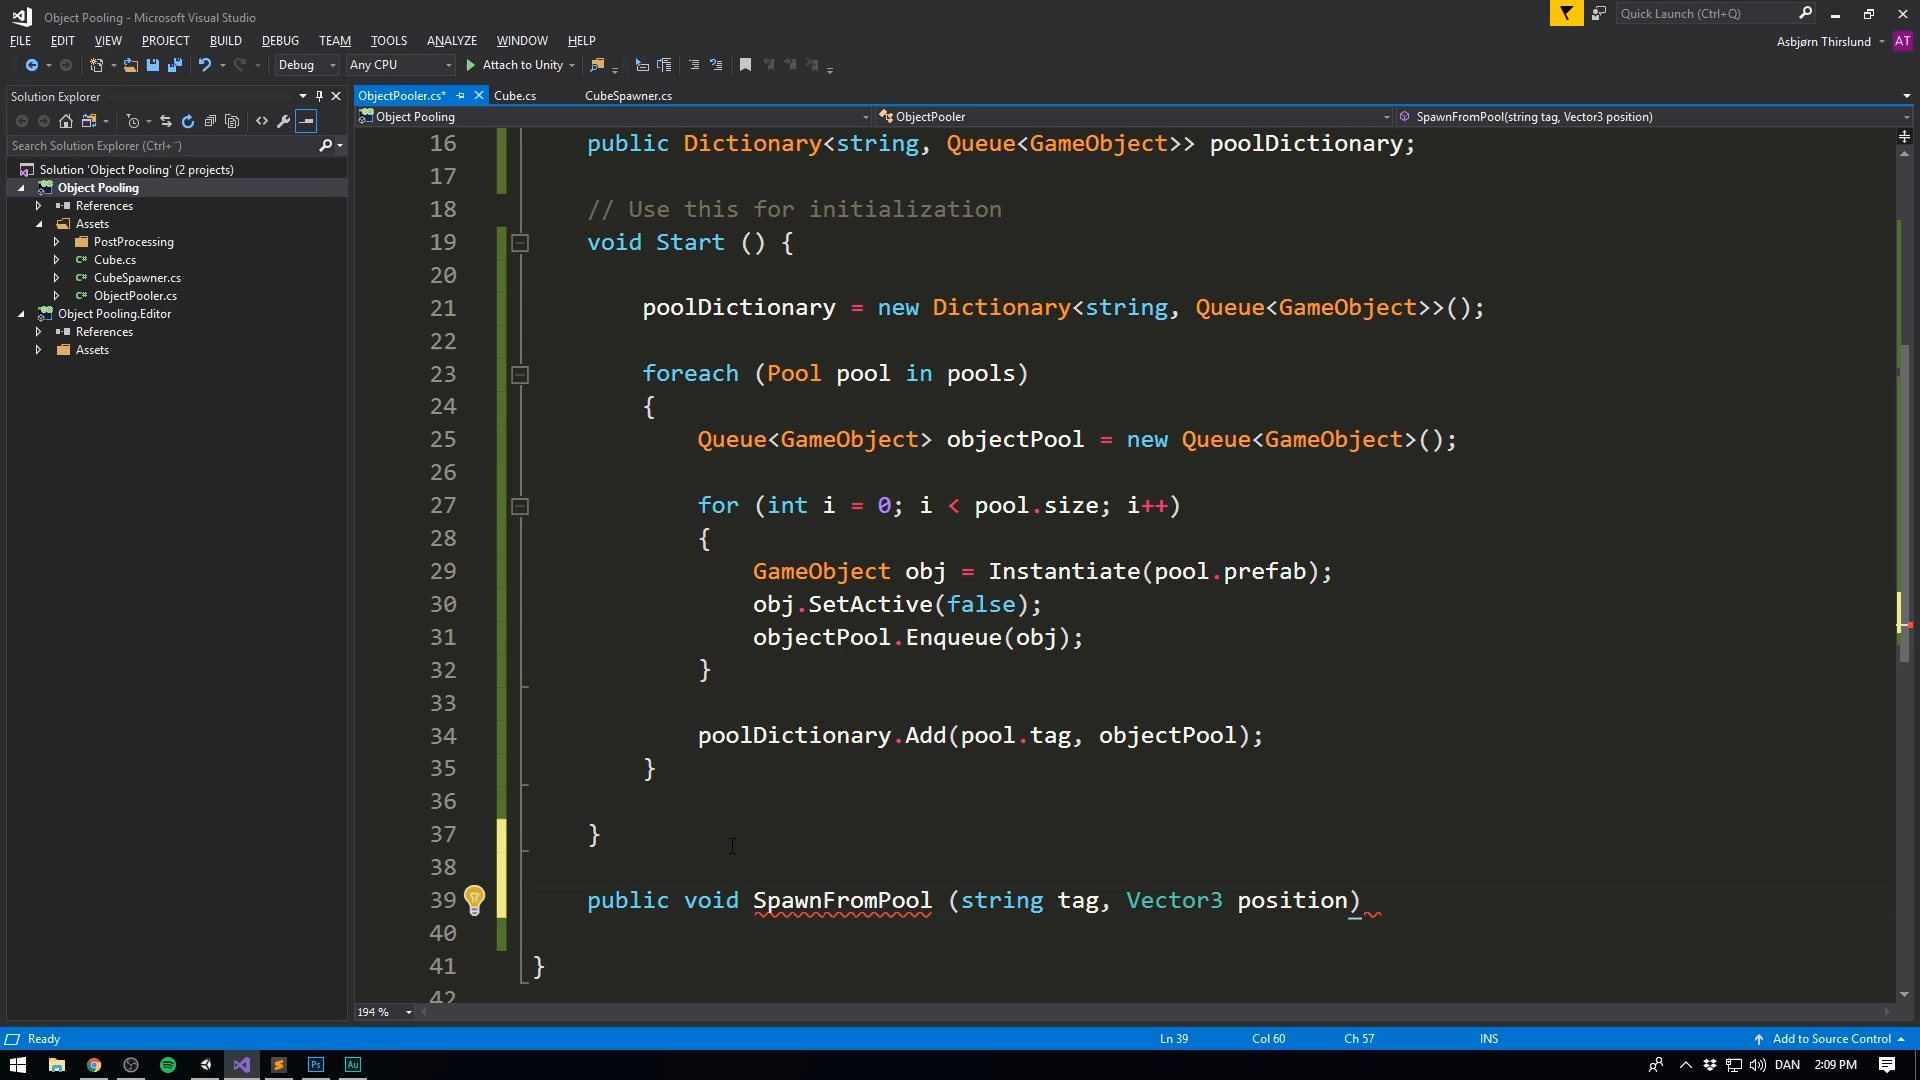 Object Pooling - Microsoft Visual Studio
Quick Launch (Ctrl+Q)
FILE EDIT VIEW PROJECT BUILD DEBUG TEAM TOOLS ANALYZE WINDOW HELP
Asbjørn Thirslund AT
Debug Any CPU Attach to Unity
Solution Explorer
ObjectPooler.cs* Cube.cs CubeSpawner.cs
Object Pooling ObjectPooler SpawnFromPool(string tag, Vector3 position)
Search Solution Explorer (Ctrl+¨)
Solution 'Object Pooling' (2 projects)
Object Pooling
References
Assets
PostProcessing
C# Cube.cs
C# CubeSpawner.cs
C# ObjectPooler.cs
Object Pooling.Editor
References
Assets
16 public Dictionary<string, Queue<GameObject>> poolDictionary;
17
18 // Use this for initialization
19 void Start () {
20
21 poolDictionary = new Dictionary<string, Queue<GameObject>>();
22
23 foreach (Pool pool in pools)
24 {
25 Queue<GameObject> objectPool = new Queue<GameObject>();
26
27 for (int i = 0; i < pool.size; i++)
28 {
29 GameObject obj = Instantiate(pool.prefab);
30 obj.SetActive(false);
31 objectPool.Enqueue(obj);
32 }
33
34 poolDictionary.Add(pool.tag, objectPool);
35 }
36
37 }
38
39 public void SpawnFromPool (string tag, Vector3 position)
40
41 }
42
194 %
Ready Ln 39 Col 60 Ch 57 INS Add to Source Control
Ps Au DAN 2:09 PM